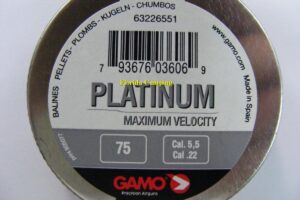 BALINES - PELLETS - PLOMBS - KUGELN - CHUMBOS
63226551
7 93676 03606 9
www.gamo.com
Made in Spain
PLATINUM
MAXIMUM VELOCITY
75
Cal. 5,5
Cal .22
GAMO
Precision Airguns